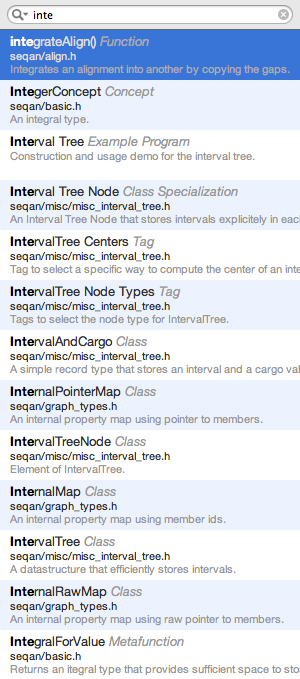 inte
integrateAlign() Function
seqan/align.h
Integrates an alignment into another by copying the gaps.
IntegerConcept Concept
seqan/basic.h
An integral type.
Interval Tree Example Program
Construction and usage demo for the interval tree.
Interval Tree Node Class Specialization
seqan/misc/misc_interval_tree.h
An Interval Tree Node that stores intervals explicitely in eac
IntervalTree Centers Tag
seqan/misc/misc_interval_tree.h
Tag to select a specific way to compute the center of an inte
IntervalTree Node Types Tag
seqan/misc/misc_interval_tree.h
Tags to select the node type for IntervalTree.
IntervalAndCargo Class
seqan/misc/misc_interval_tree.h
A simple record type that stores an interval and a cargo val
InternalPointerMap Class
seqan/graph_types.h
An internal property map using pointer to members.
IntervalTreeNode Class
seqan/misc/misc_interval_tree.h
Element of IntervalTree.
InternalMap Class
seqan/graph_types.h
An internal property map using member ids.
IntervalTree Class
seqan/misc/misc_interval_tree.h
A datastructure that efficiently stores intervals.
InternalRawMap Class
seqan/graph_types.h
An internal property map using raw pointer to members.
IntegralForValue Metafunction
seqan/basic.h
Returns an itegral type that provides sufficient space to sto